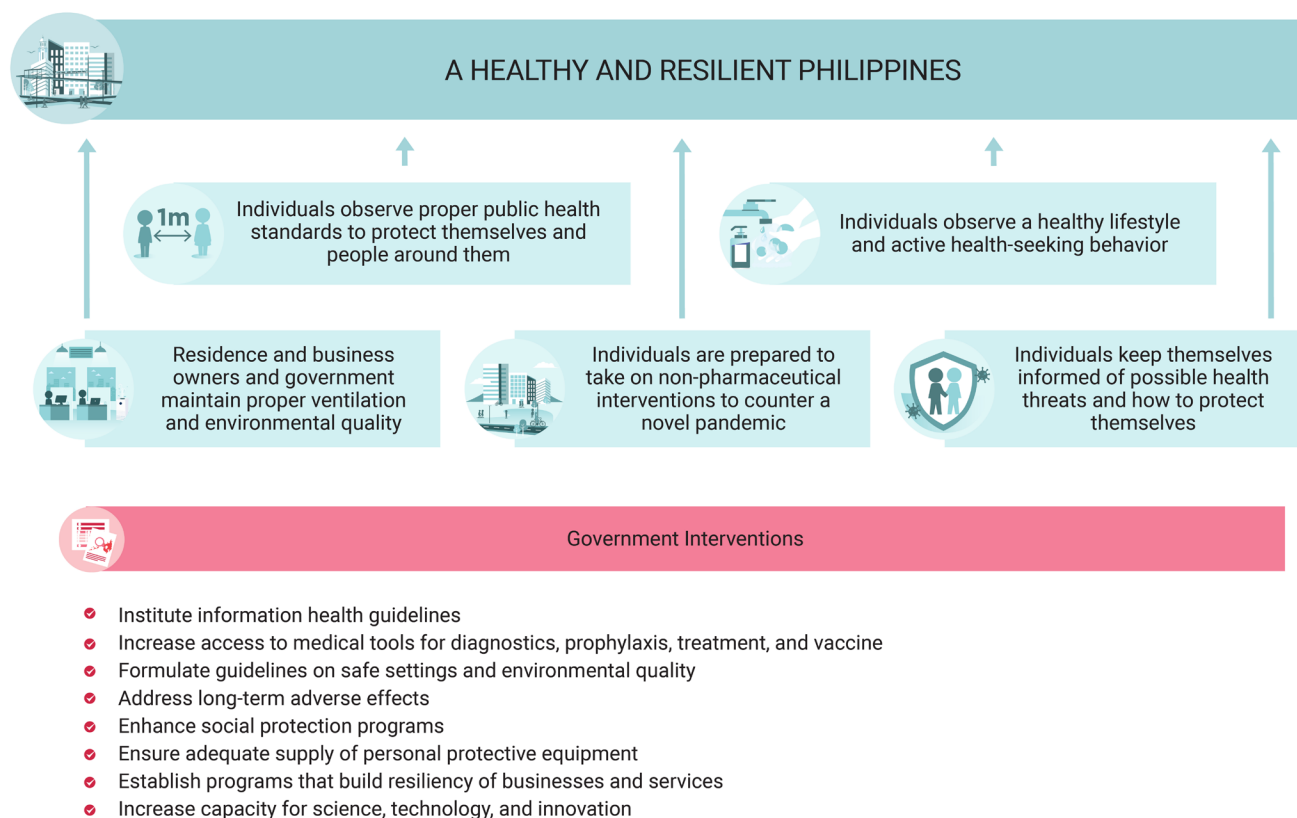 A HEALTHY AND RESILIENT PHILIPPINES
1m
Individuals observe proper public health
standards to protect themselves and
people around them
Individuals observe a healthy lifestyle
and active health-seeking behavior
Residence and business
owners and government
maintain proper ventilation
and environmental quality
Individuals are prepared to
take on non-pharmaceutical
interventions to counter a
novel pandemic
Individuals keep themselves
informed of possible health
threats and how to protect
themselves
Government Interventions
Institute information health guidelines
Increase access to medical tools for diagnostics, prophylaxis, treatment, and vaccine
Formulate guidelines on safe settings and environmental quality
Address long-term adverse effects
Enhance social protection programs
Ensure adequate supply of personal protective equipment
Establish programs that build resiliency of businesses and services
Increase capacity for science, technology, and innovation